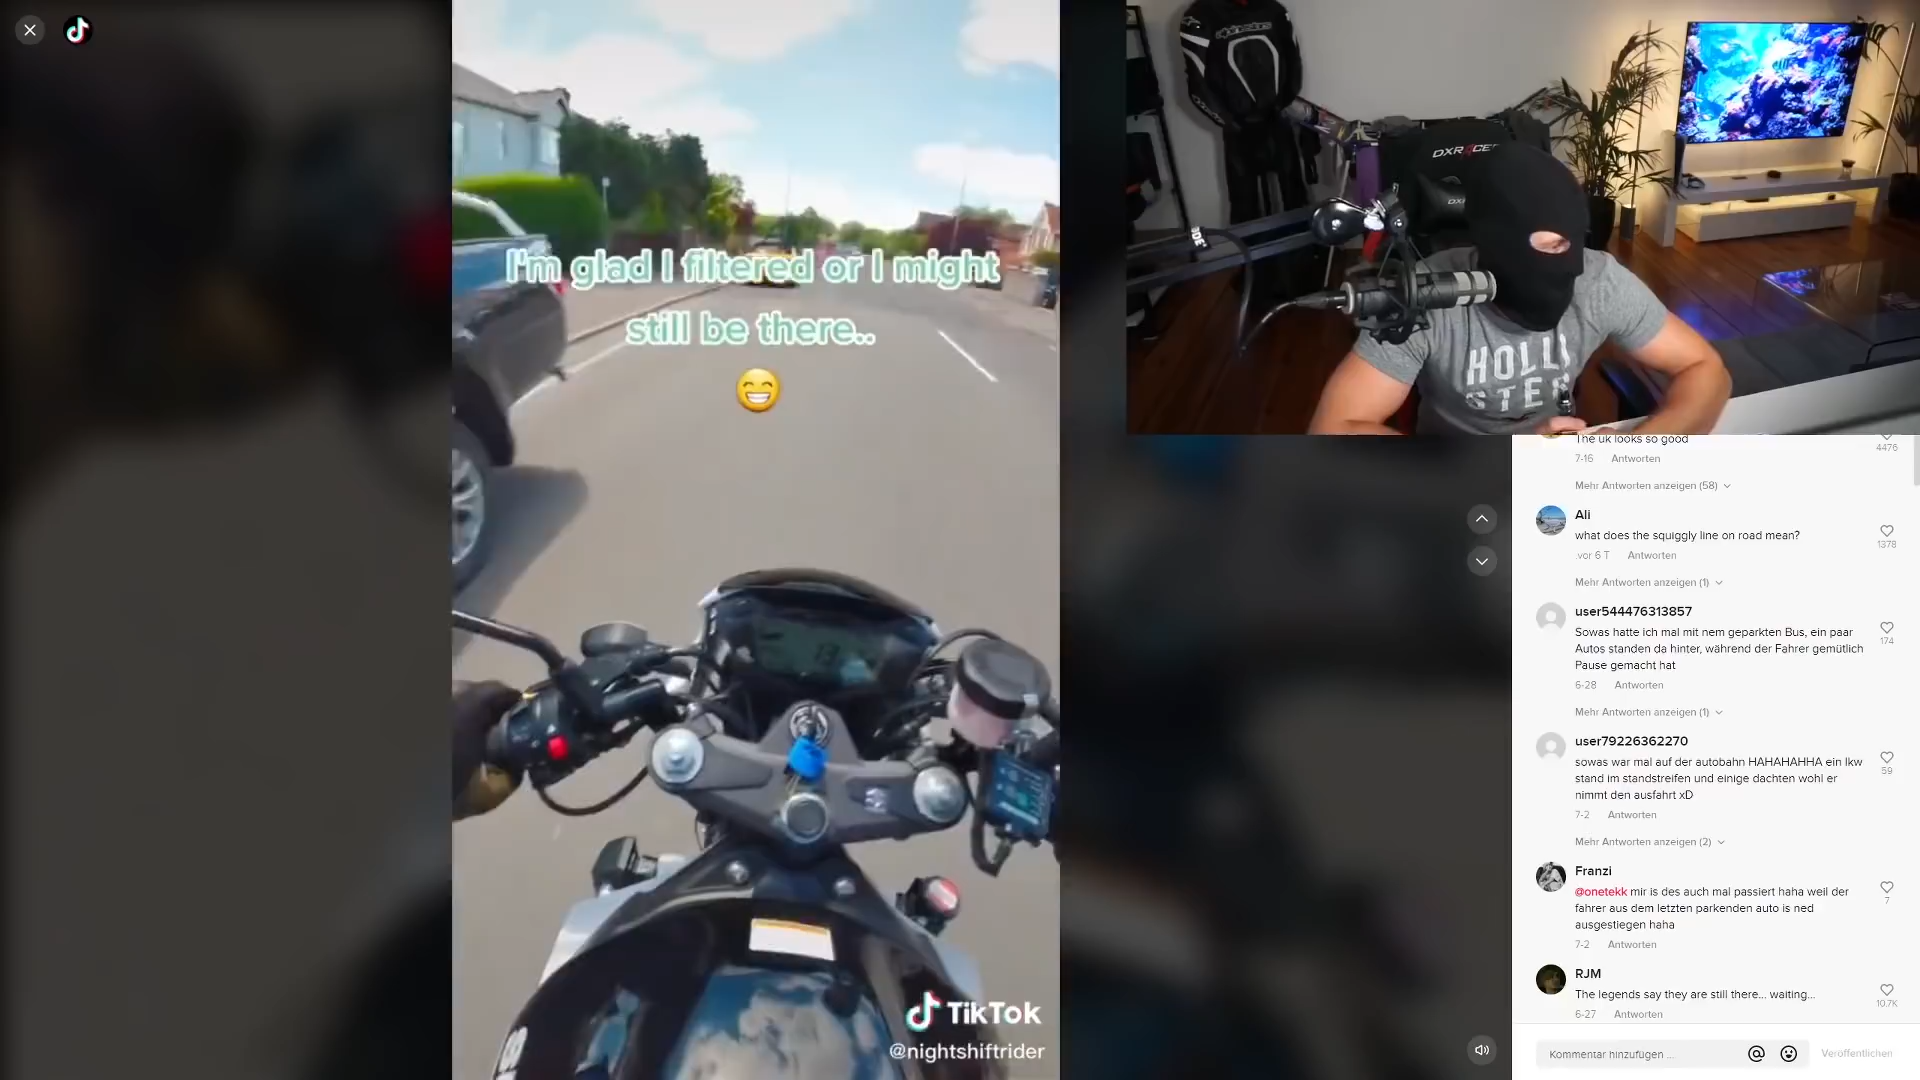 I'm glad I filtered or I might
still be there..
😁
TikTok
@nightshiftrider
alpinestars
DXRACER
HOLLI
STER
The uk looks so good
4476
7-16 Antworten
Mehr Antworten anzeigen (58)
Ali
what does the squiggly line on road mean?
1378
vor 6 T Antworten
Mehr Antworten anzeigen (1)
user544476313857
Sowas hatte ich mal mit nem geparkten Bus, ein paar
Autos standen da hinter, während der Fahrer gemütlich
Pause gemacht hat
174
6-28 Antworten
Mehr Antworten anzeigen (1)
user79226362270
sowas war mal auf der autobahn HAHAHAHHA ein lkw
stand im standstreifen und einige dachten wohl er
nimmt den ausfahrt xD
59
7-2 Antworten
Mehr Antworten anzeigen (2)
Franzi
@onetekk mir is des auch mal passiert haha weil der
fahrer aus dem letzten parkenden auto is ned
ausgestiegen haha
7
7-2 Antworten
RJM
The legends say they are still there... waiting...
10.7K
6-27 Antworten
Kommentar hinzufügen ...
Veröffentlichen